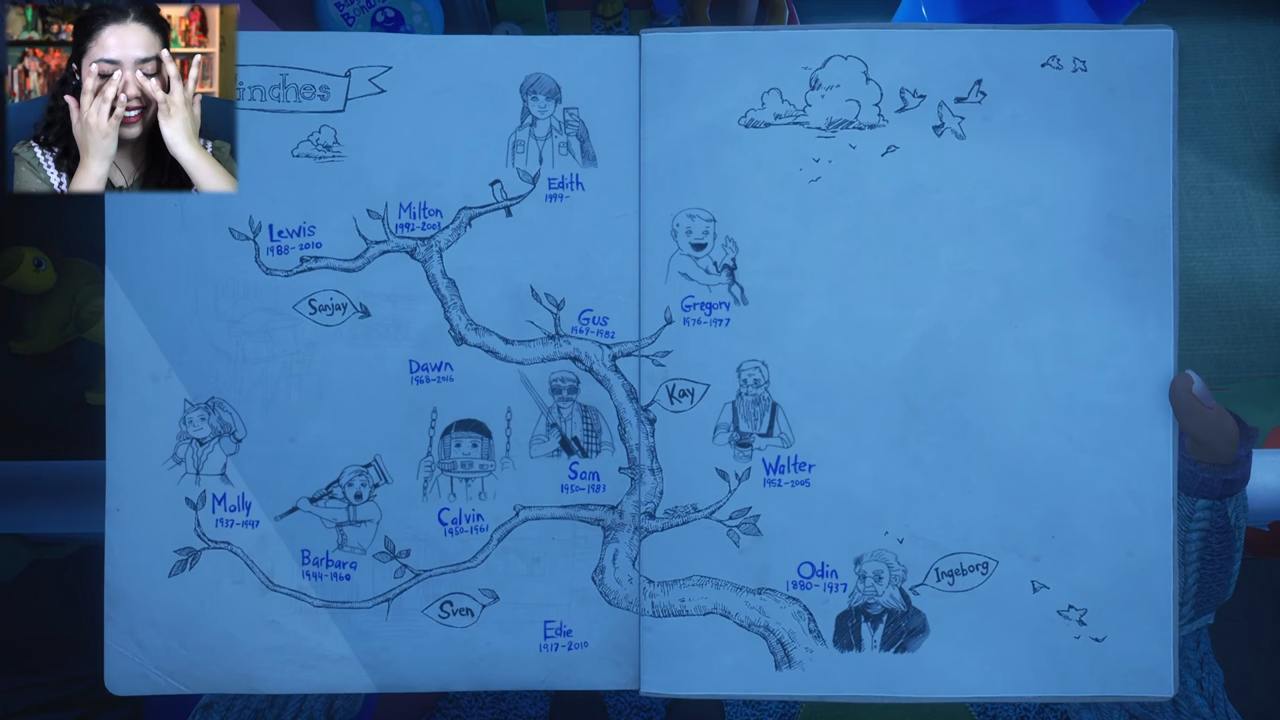 inches
Edith
1999-
Milton
1992-2003
Lewis
1988-2010
Sanjay
Gregory
1976-1977
Gus
1969-1982
Dawn
1968-2016
Kay
Sam
1950-1983
Walter
1952-2005
Molly
1937-1947
Calvin
1950-1961
Barbara
1944-1960
Odin
1880-1937
Ingeborg
Sven
Edie
1917-2010